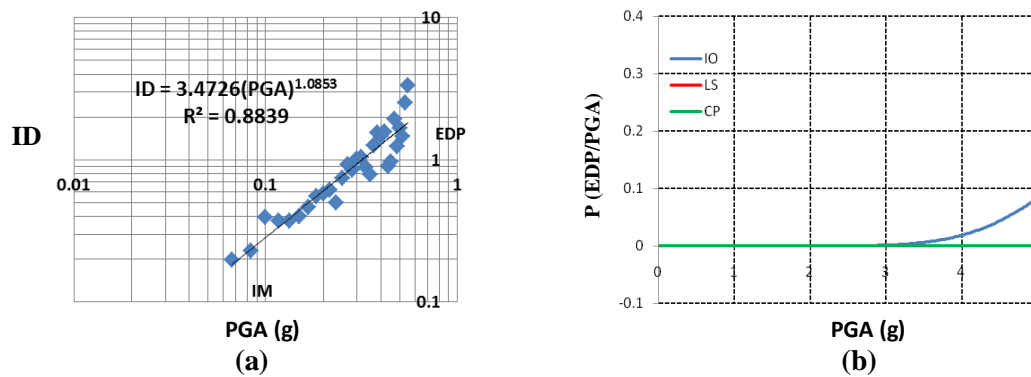 10
ID = 3.4726(PGA)^1.0853
R² = 0.8839
ID
EDP
1
0.01
0.1
1
IM
0.1
PGA (g)
(a)
0.4
IO
0.3
LS
CP
0.2
P (EDP/PGA)
0.1
0
0 1 2 3 4
-0.1
PGA (g)
(b)